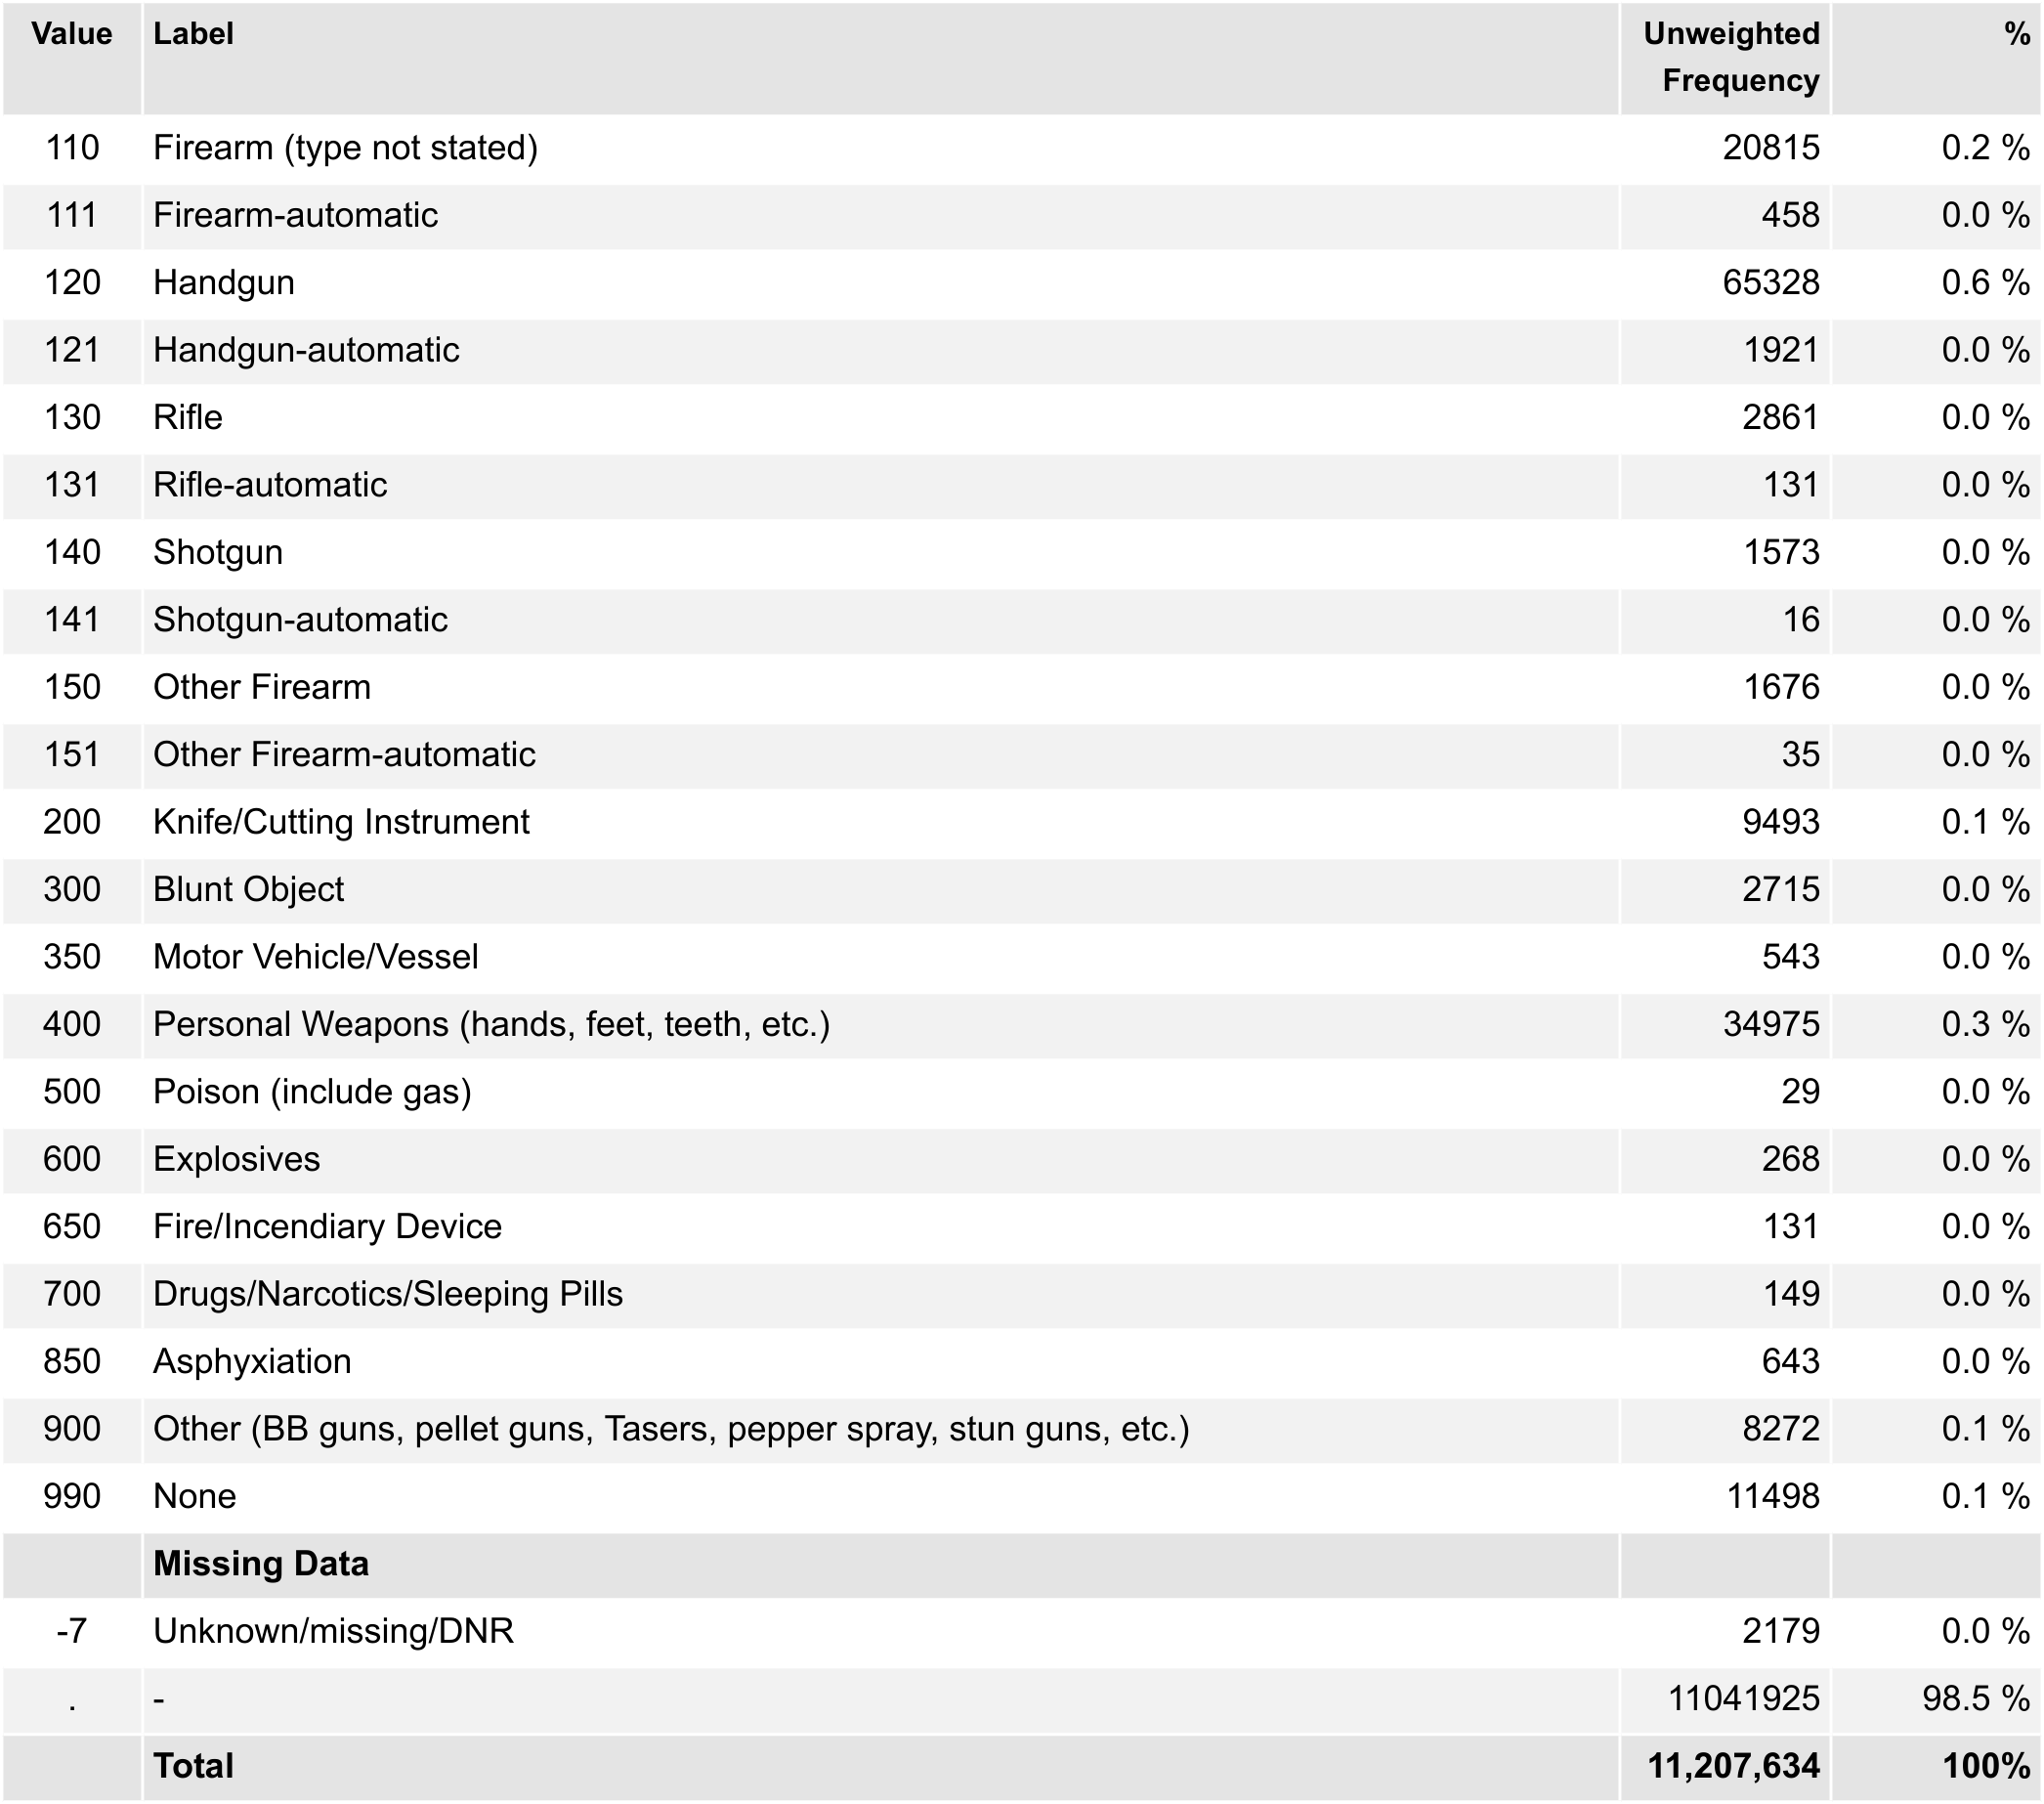 Value Label Unweighted Frequency %
110 Firearm (type not stated) 20815 0.2 %
111 Firearm-automatic 458 0.0 %
120 Handgun 65328 0.6 %
121 Handgun-automatic 1921 0.0 %
130 Rifle 2861 0.0 %
131 Rifle-automatic 131 0.0 %
140 Shotgun 1573 0.0 %
141 Shotgun-automatic 16 0.0 %
150 Other Firearm 1676 0.0 %
151 Other Firearm-automatic 35 0.0 %
200 Knife/Cutting Instrument 9493 0.1 %
300 Blunt Object 2715 0.0 %
350 Motor Vehicle/Vessel 543 0.0 %
400 Personal Weapons (hands, feet, teeth, etc.) 34975 0.3 %
500 Poison (include gas) 29 0.0 %
600 Explosives 268 0.0 %
650 Fire/Incendiary Device 131 0.0 %
700 Drugs/Narcotics/Sleeping Pills 149 0.0 %
850 Asphyxiation 643 0.0 %
900 Other (BB guns, pellet guns, Tasers, pepper spray, stun guns, etc.) 8272 0.1 %
990 None 11498 0.1 %
Missing Data
-7 Unknown/missing/DNR 2179 0.0 %
. - 11041925 98.5 %
Total 11,207,634 100%